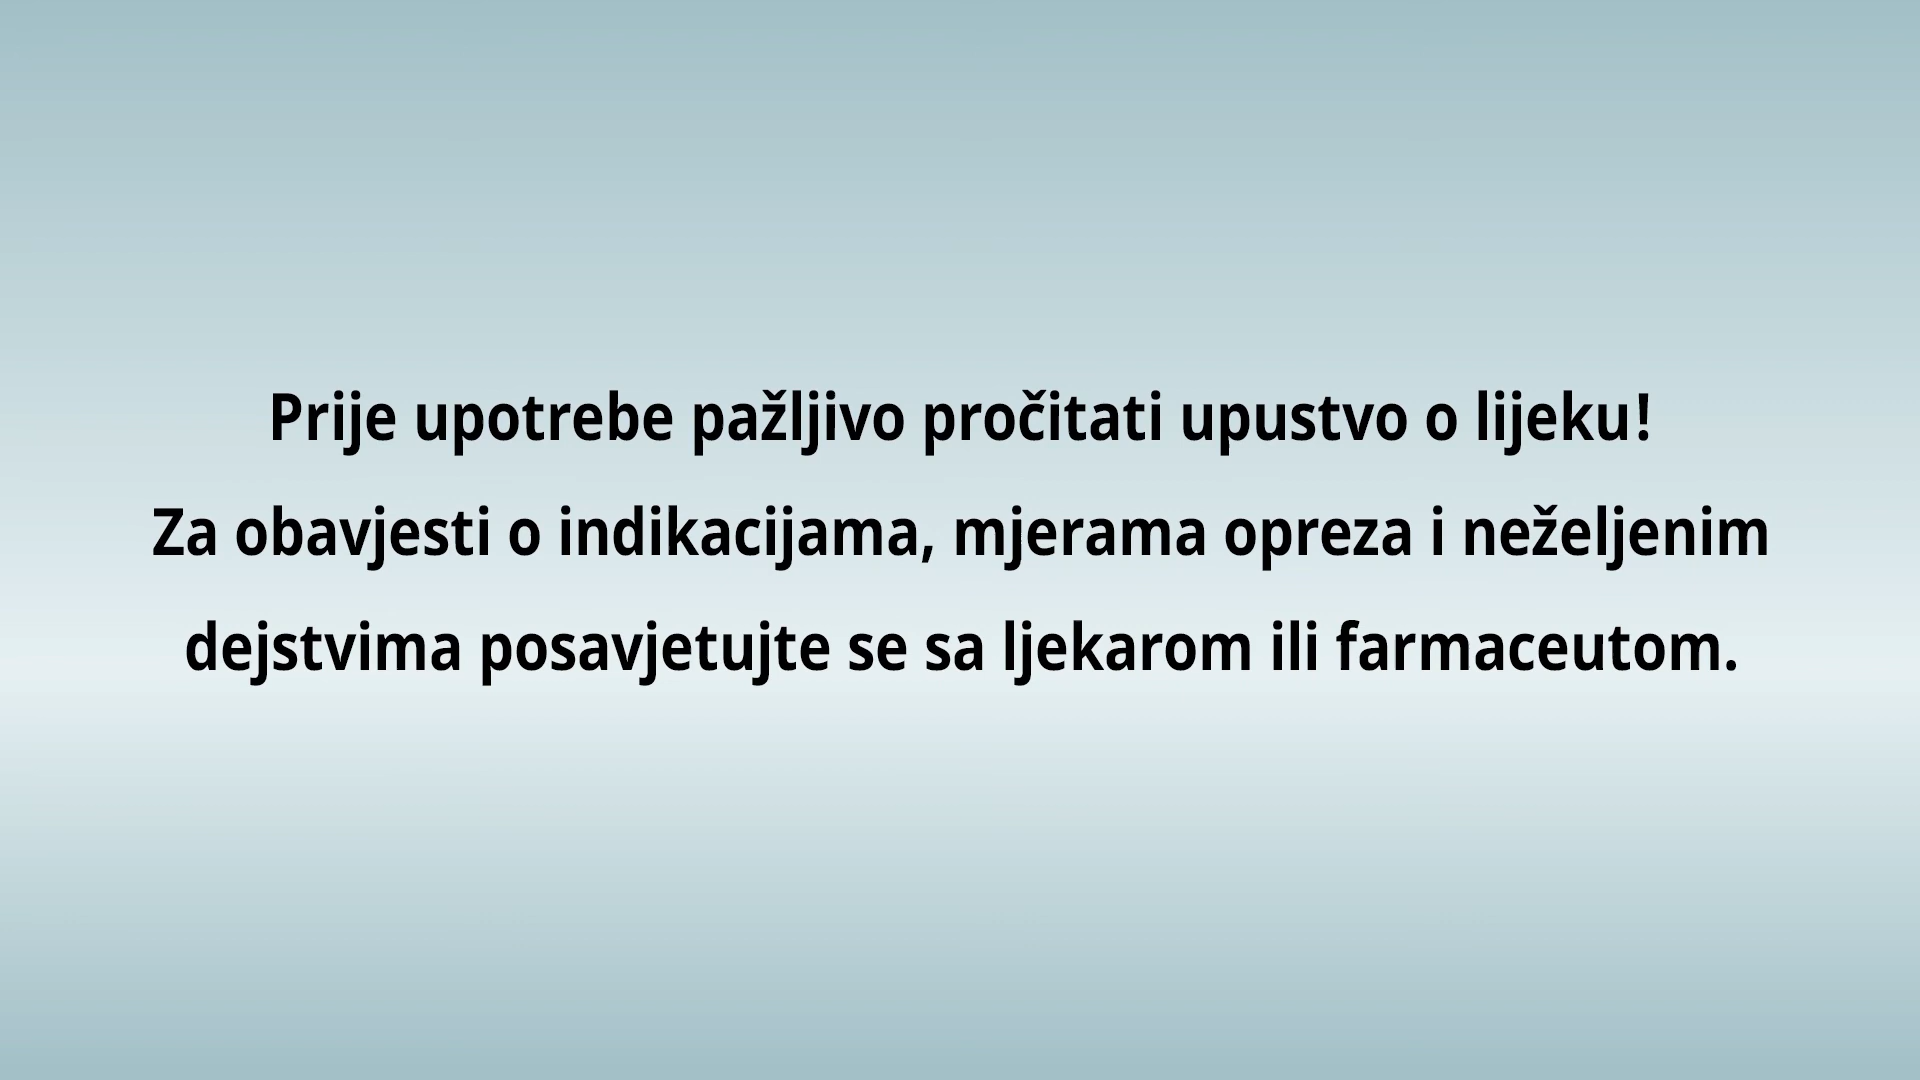 Prije upotrebe pažljivo pročitati upustvo o lijeku!
Za obavjesti o indikacijama, mjerama opreza i neželjenim
dejstvima posavjetujte se sa ljekarom ili farmaceutom.